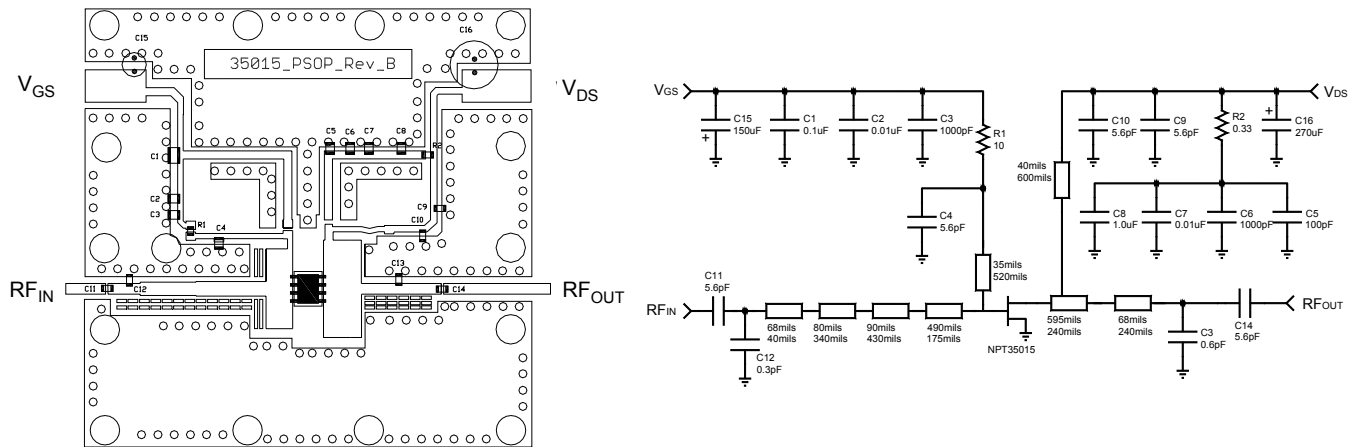 C15
C16
35015_PSOP_Rev_B
VGS
VDS
C5 C6 C7 C8
R2
C1
C2
C3
C9
R1
C4
C10
C13
RFIN
C11
C12
C14
RFOUT
VGS
VDS
C15
150uF
+
C1
0.1uF
C2
0.01uF
C3
1000pF
R1
10
C10
5.6pF
C9
5.6pF
R2
0.33
+
C16
270uF
40mils
600mils
C4
5.6pF
C8
1.0uF
C7
0.01uF
C6
1000pF
C5
100pF
35mils
520mils
C11
5.6pF
RFIN
68mils
40mils
80mils
340mils
90mils
430mils
490mils
175mils
C12
0.3pF
NPT35015
595mils
240mils
68mils
240mils
C3
0.6pF
C14
5.6pF
RFOUT